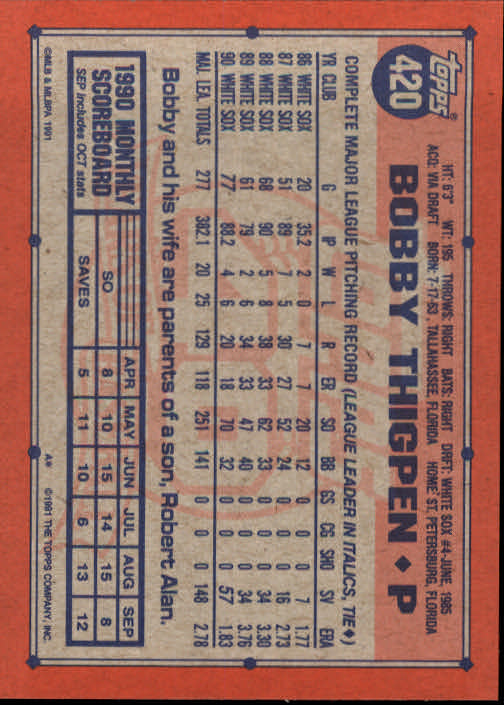 Topps®
420
BOBBY THIGPEN ♦ P
HT: 6'3" WT: 195 THROWS: RIGHT BATS: RIGHT DRFT: WHITE SOX #4-JUNE, 1985
ACQ: VIA DRAFT BORN: 7-17-63, TALLAHASSEE, FLORIDA HOME: ST. PETERSBURG, FLORIDA
COMPLETE MAJOR LEAGUE PITCHING RECORD (LEAGUE LEADER IN ITALICS, TIE♦)
YR CLUB G IP W L R ER SO BB GS CG SHO SV ERA
86 WHITE SOX 20 35.2 2 0 7 7 20 12 0 0 0 7 1.77
87 WHITE SOX 51 89 7 5 30 27 52 24 0 0 0 16 2.73
88 WHITE SOX 68 90 5 8 38 33 62 33 0 0 0 34 3.30
89 WHITE SOX 61 79 2 6 34 33 47 40 0 0 0 34 3.76
90 WHITE SOX 77 88.2 4 6 20 18 70 32 0 0 0 57 1.83
MAJ. LEA. TOTALS 277 382.1 20 25 129 118 251 141 0 0 0 148 2.78
Bobby and his wife are parents of a son, Robert Alan.
1990 MONTHLY SCOREBOARD
SEP Includes OCT stats
APR MAY JUN JUL AUG SEP
SO 8 10 15 14 15 8
SAVES 5 11 10 6 13 12
©MLB & MLBPA 1991
A* ©1991 THE TOPPS COMPANY, INC.